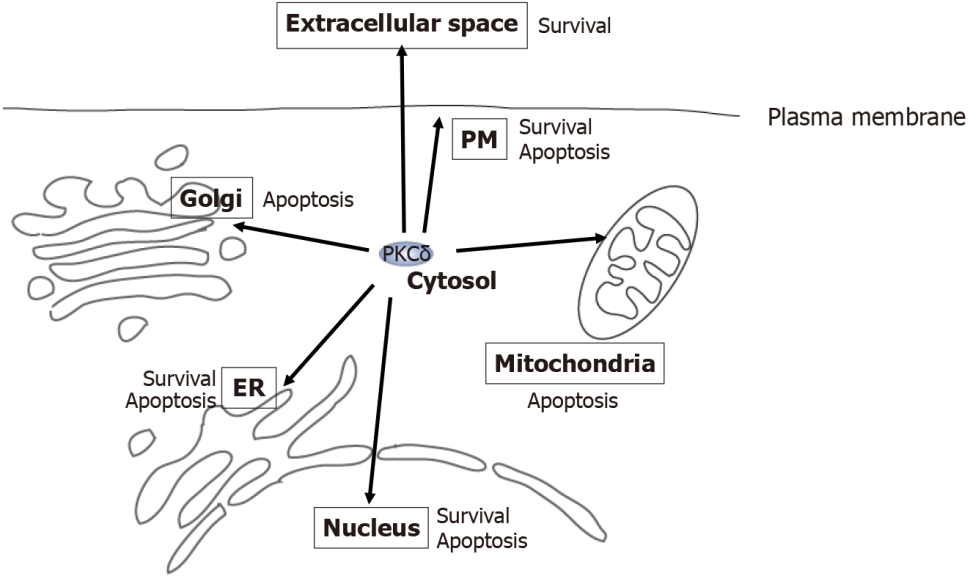 Extracellular space Survival
Plasma membrane
PM Survival
Apoptosis
Golgi Apoptosis
PKCδ
Cytosol
Mitochondria
Apoptosis
ER Survival
Apoptosis
Nucleus Survival
Apoptosis